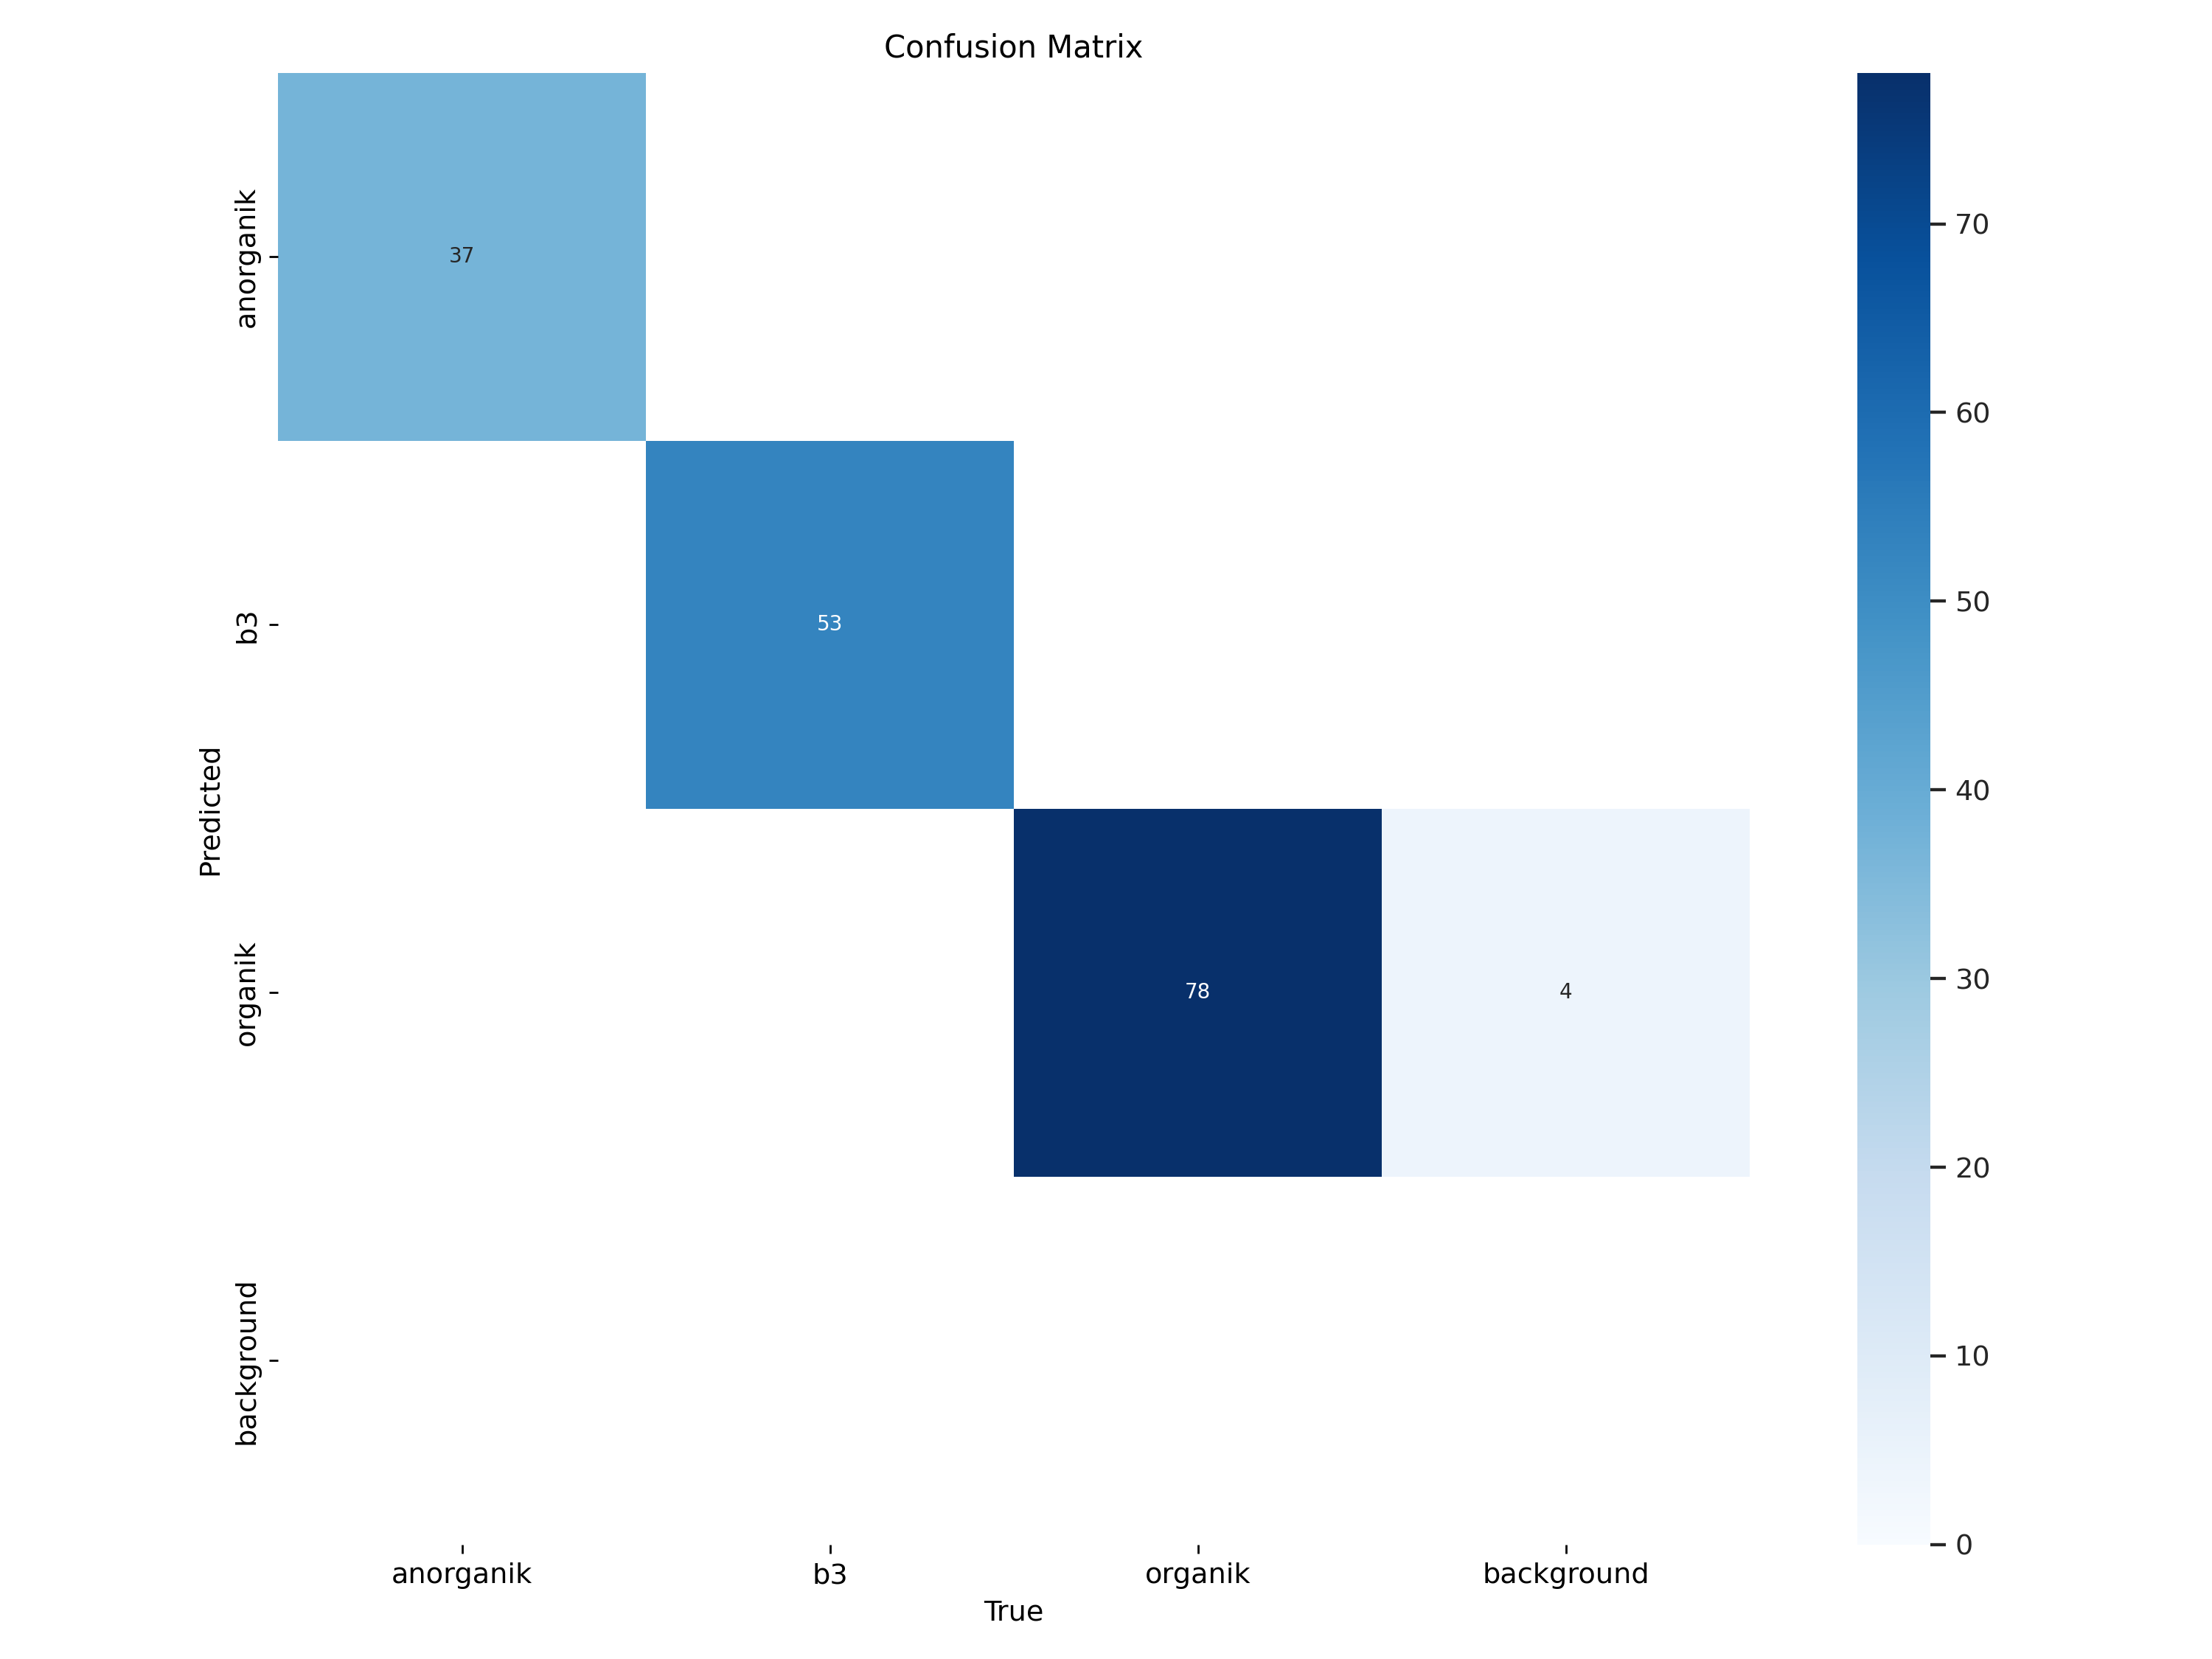 Confusion Matrix
anorganik
b3
organik
background
Predicted
37
53
78
4
anorganik
b3
organik
background
True
70
60
50
40
30
20
10
0